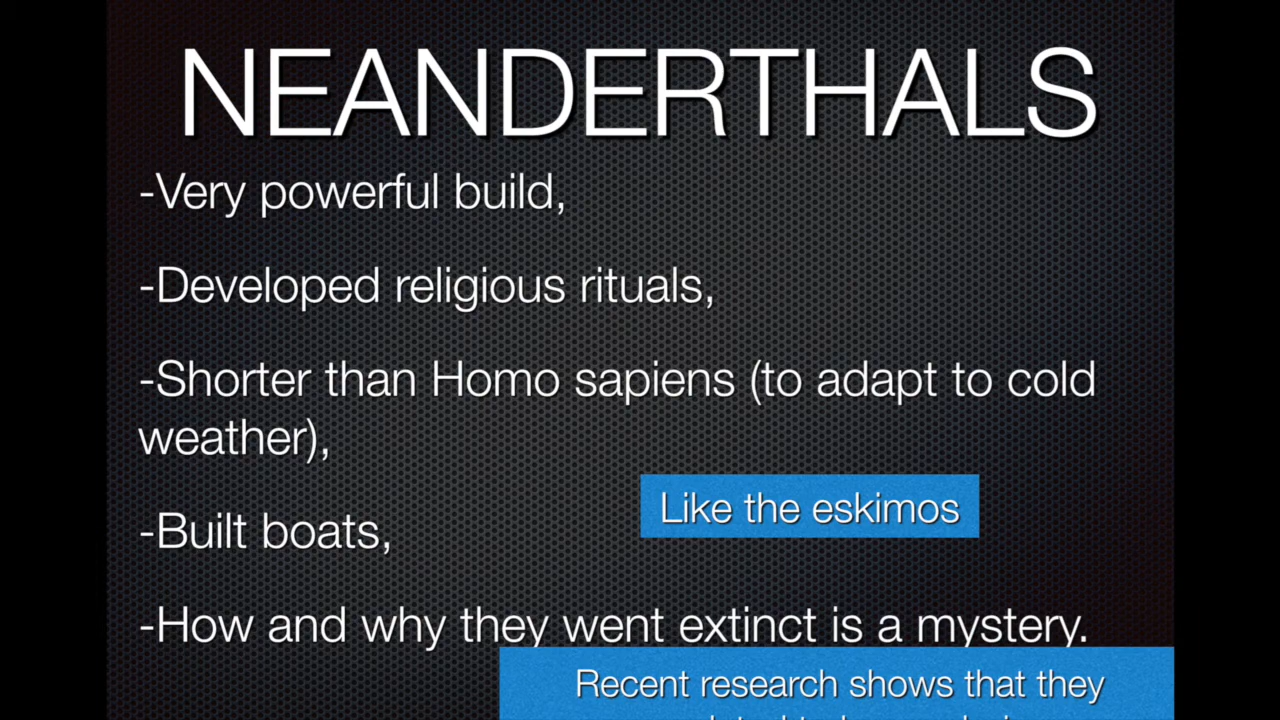 NEANDERTHALS
-Very powerful build,
-Developed religious rituals,
-Shorter than Homo sapiens (to adapt to cold
weather),
Like the eskimos
-Built boats,
-How and why they went extinct is a mystery.
Recent research shows that they